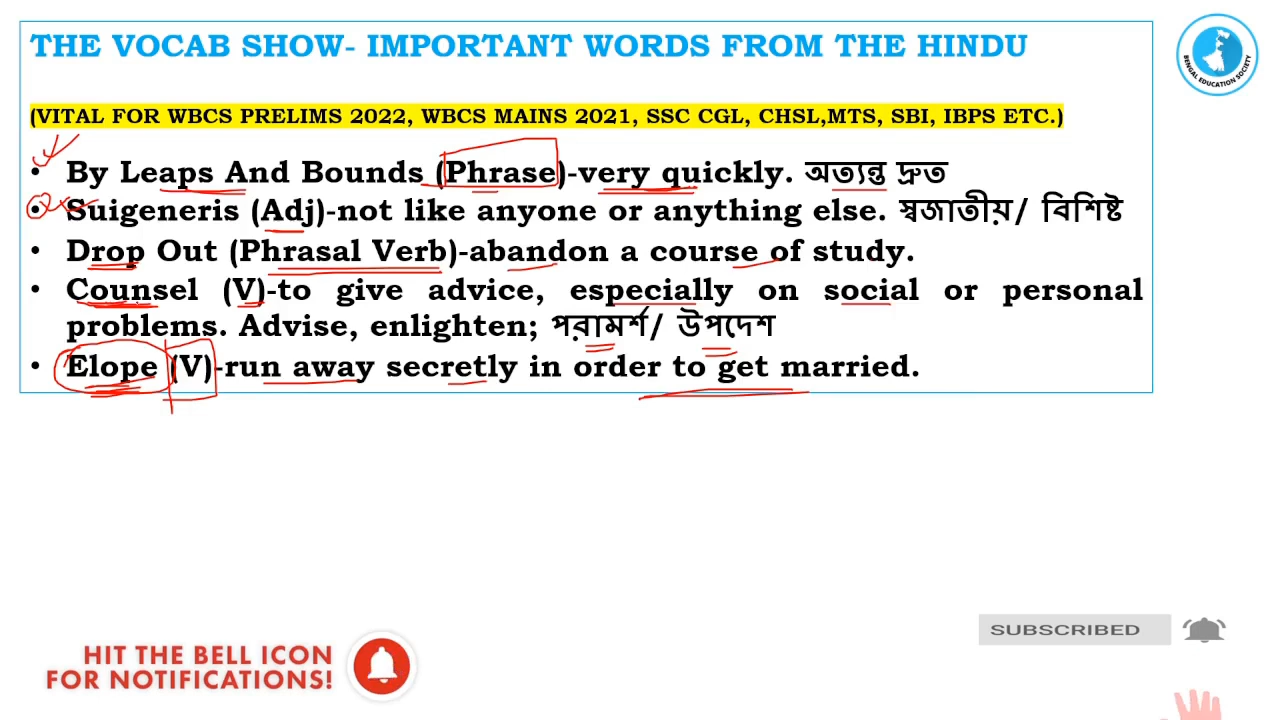 THE VOCAB SHOW- IMPORTANT WORDS FROM THE HINDU
BENGAL EDUCATION SOCIETY
(VITAL FOR WBCS PRELIMS 2022, WBCS MAINS 2021, SSC CGL, CHSL,MTS, SBI, IBPS ETC.)
• By Leaps And Bounds (Phrase)-very quickly. অত্যন্ত দ্রুত
• Suigeneris (Adj)-not like anyone or anything else. স্বজাতীয়/ বিশিষ্ট
• Drop Out (Phrasal Verb)-abandon a course of study.
• Counsel (V)-to give advice, especially on social or personal
problems. Advise, enlighten; পরামর্শ/ উপদেশ
• Elope (V)-run away secretly in order to get married.
SUBSCRIBED
HIT THE BELL ICON
FOR NOTIFICATIONS!